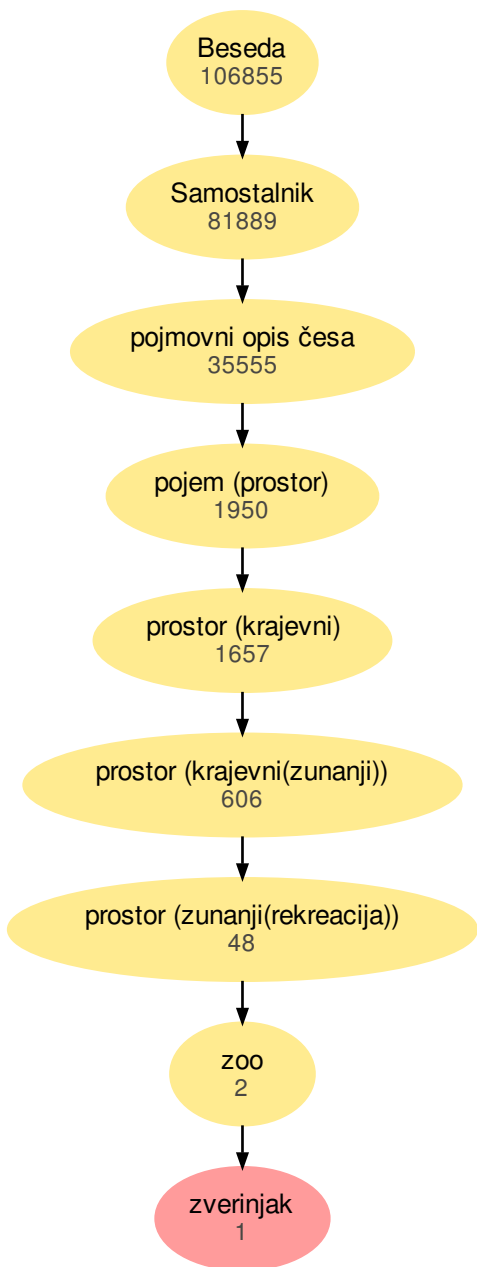 Beseda
106855
Samostalnik
81889
pojmovni opis česa
35555
pojem (prostor)
1950
prostor (krajevni)
1657
prostor (krajevni(zunanji))
606
prostor (zunanji(rekreacija))
48
zoo
2
zverinjak
1